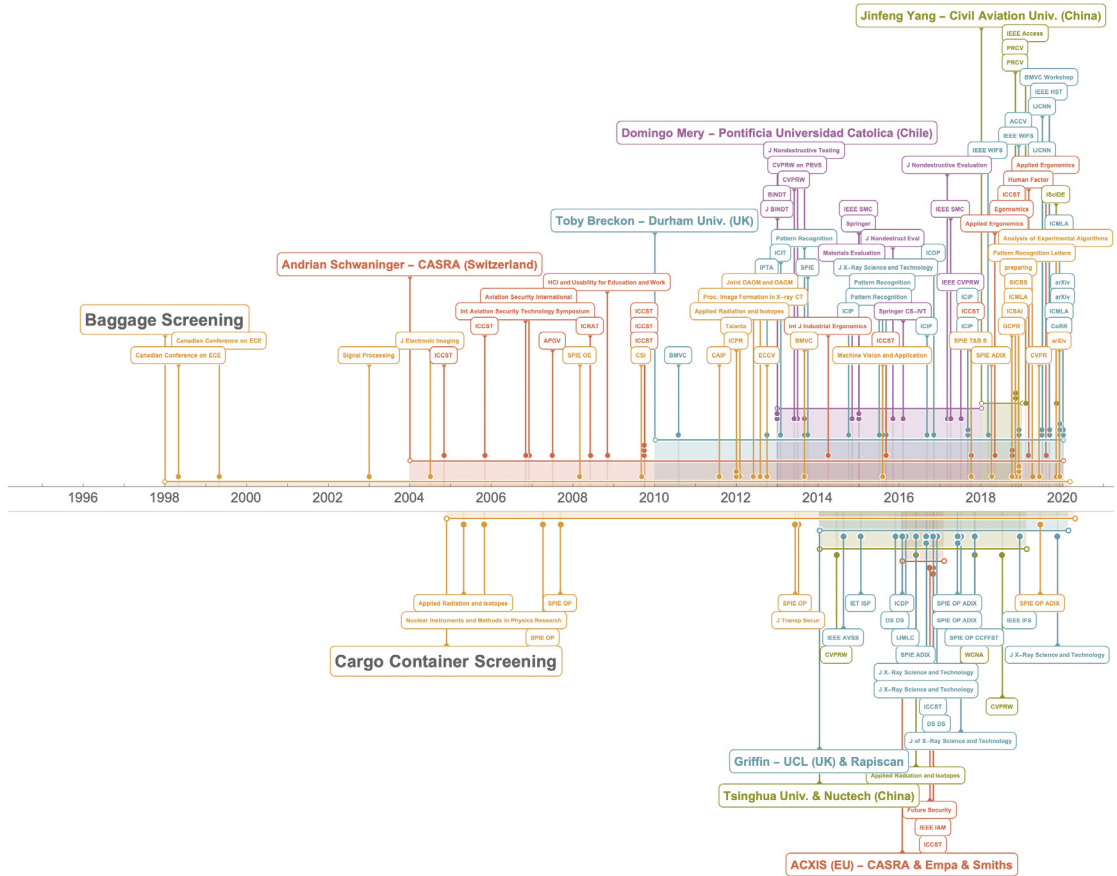 Jinfeng Yang – Civil Aviation Univ. (China)
IEEE Access
PRCV
PRCV
BMVC Workshop
IEEE HST
IJCNN
ACCV
Domingo Mery – Pontificia Universidad Catolica (Chile)
IEEE WIFS
J Nondestructive Testing
IEEE WIFS
IJCNN
CVPRW on PBVS
J Nondestructive Evaluation
Applied Ergonomics
CVPRW
Human Factor
BINDT
ICCST
IScIDE
J BINDT
IEEE SMC
IEEE SMC
Egornomics
Toby Breckon – Durham Univ. (UK)
Springer
Applied Ergonomics
ICMLA
Pattern Recognition
J Nondestruct Eval
Analysis of Experimental Algorithms
ICIT
Materials Evaluation
ICDP
Pattern Recognition Letters
Andrian Schwaninger – CASRA (Switzerland)
IPTA
SPIE
J X–Ray Science and Technology
preparing
HCI and Usability for Education and Work
Joint DAGM and OAGM
Pattern Recognition
IEEE CVPRW
SICBS
arXiv
Aviation Security International
Proc. Image Formation in X–ray CT
Pattern Recognition
ICIP
ICMLA
arXiv
Int Aviation Security Technology Symposium
ICCST
Applied Radiation and Isotopes
ICIP
Springer CS–IVT
ICCST
ICSAI
ICMLA
Baggage Screening
ICCST
ICRAT
ICCST
Talanta
Int J Industrial Ergonomics
ICIP
ICIP
GCPR
CoRR
Canadian Conference on ECE
J Electronic Imaging
APGV
ICCST
ICPR
BMVC
ICCST
SPIE T&B S
arXiv
Canadian Conference on ECE
Signal Processing
ICCST
SPIE OE
CSI
BMVC
CAIP
ECCV
Machine Vision and Application
SPIE ADIX
CVPR
1996
1998
2000
2002
2004
2006
2008
2010
2012
2014
2016
2018
2020
Applied Radiation and Isotopes
SPIE OP
SPIE OP
IET ISP
ICDP
SPIE OP ADIX
SPIE OP ADIX
Nuclear Instruments and Methods in Physics Research
J Transp Secur
DS DS
SPIE OP ADIX
IEEE IFS
SPIE OP
IEEE AVSS
IJMLC
SPIE OP CCFFST
Cargo Container Screening
CVPRW
SPIE ADIX
WCNA
J X–Ray Science and Technology
J X–Ray Science and Technology
J X–Ray Science and Technology
ICCST
CVPRW
DS DS
J of X–Ray Science and Technology
Griffin – UCL (UK) & Rapiscan
Applied Radiation and Isotopes
Tsinghua Univ. & Nuctech (China)
Future Security
IEEE I&M
ICCST
ACXIS (EU) – CASRA & Empa & Smiths